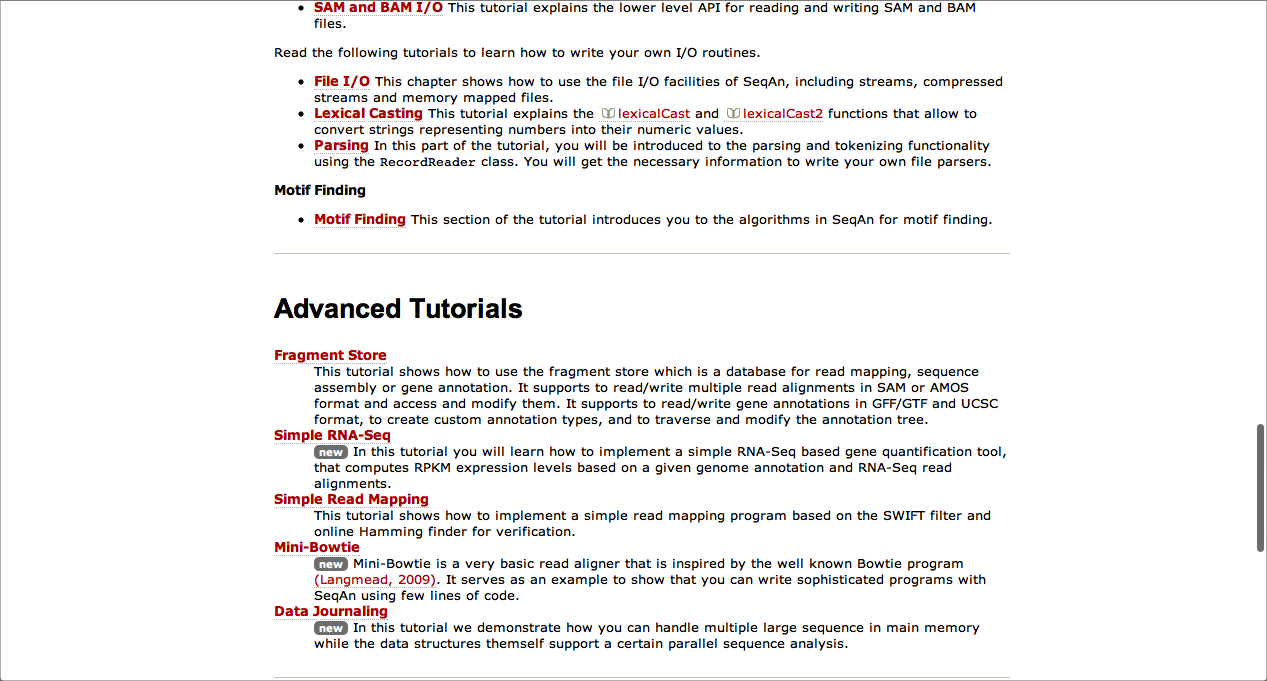 SAM and BAM I/O This tutorial explains the lower level API for reading and writing SAM and BAM
files.
Read the following tutorials to learn how to write your own I/O routines.
File I/O This chapter shows how to use the file I/O facilities of SeqAn, including streams, compressed
streams and memory mapped files.
Lexical Casting This tutorial explains the lexicalCast and lexicalCast2 functions that allow to
convert strings representing numbers into their numeric values.
Parsing In this part of the tutorial, you will be introduced to the parsing and tokenizing functionality
using the RecordReader class. You will get the necessary information to write your own file parsers.
Motif Finding
Motif Finding This section of the tutorial introduces you to the algorithms in SeqAn for motif finding.
Advanced Tutorials
Fragment Store
This tutorial shows how to use the fragment store which is a database for read mapping, sequence
assembly or gene annotation. It supports to read/write multiple read alignments in SAM or AMOS
format and access and modify them. It supports to read/write gene annotations in GFF/GTF and UCSC
format, to create custom annotation types, and to traverse and modify the annotation tree.
Simple RNA-Seq
new In this tutorial you will learn how to implement a simple RNA-Seq based gene quantification tool,
that computes RPKM expression levels based on a given genome annotation and RNA-Seq read
alignments.
Simple Read Mapping
This tutorial shows how to implement a simple read mapping program based on the SWIFT filter and
online Hamming finder for verification.
Mini-Bowtie
new Mini-Bowtie is a very basic read aligner that is inspired by the well known Bowtie program
(Langmead, 2009). It serves as an example to show that you can write sophisticated programs with
SeqAn using few lines of code.
Data Journaling
new In this tutorial we demonstrate how you can handle multiple large sequence in main memory
while the data structures themself support a certain parallel sequence analysis.